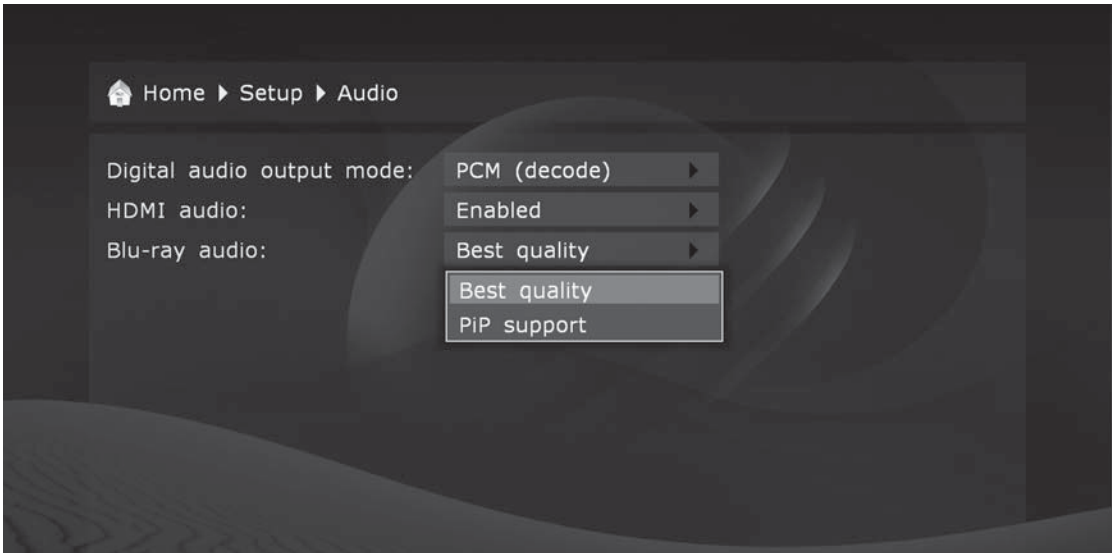 Home ▶ Setup ▶ Audio
Digital audio output mode: PCM (decode)
HDMI audio: Enabled
Blu-ray audio: Best quality
Best quality
PiP support